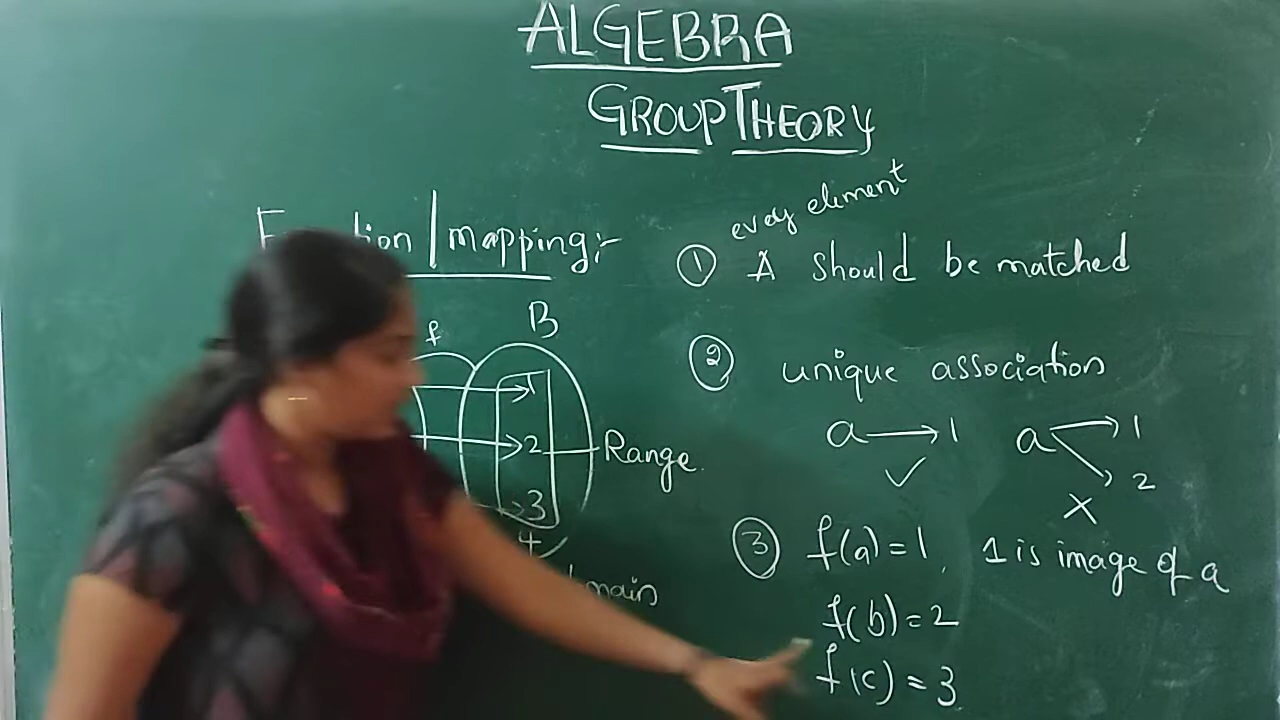 ALGEBRA
GROUP THEORY
/mapping:-
f
B
1
2
3
4
Range
every element
① A should be matched
② unique association
a → 1 a → 1
2
✓ X
③ f(a) = 1, 1 is image of a
f(b) = 2
f(c) = 3